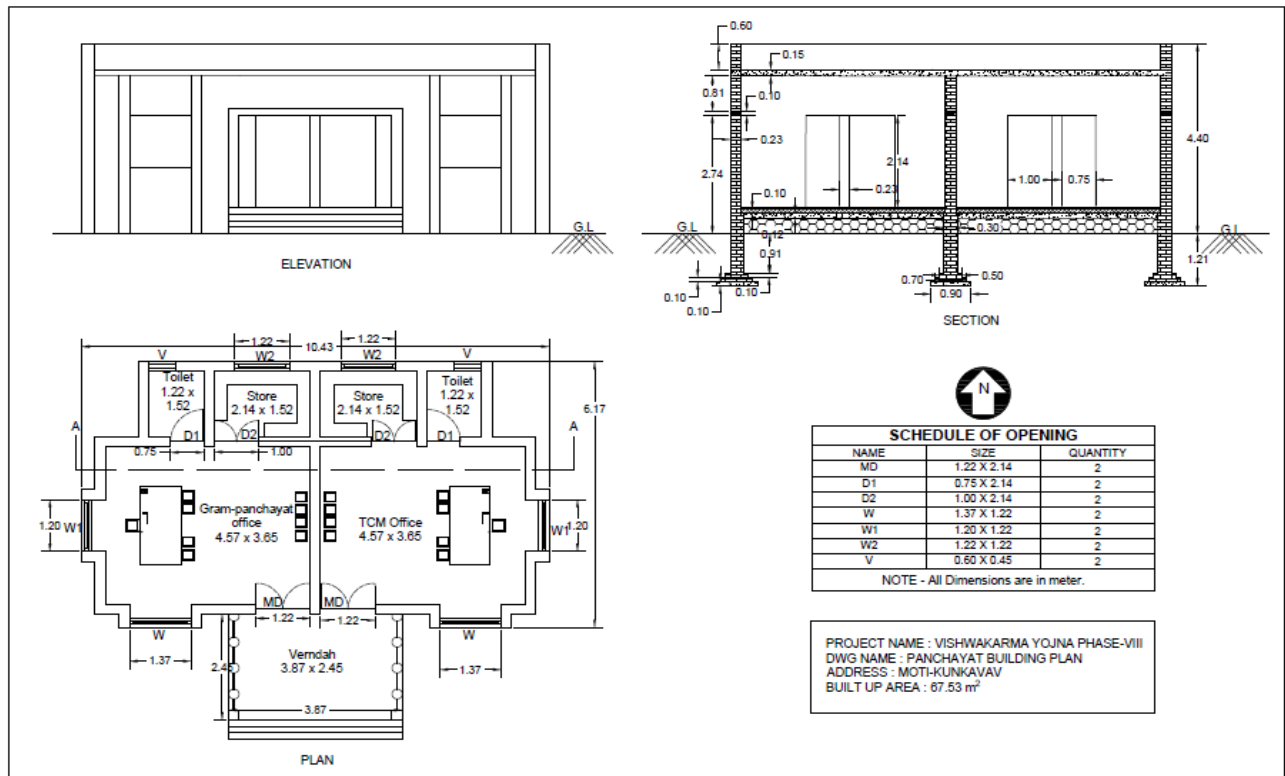 G.L
ELEVATION
0.60
0.15
0.81
0.10
0.23
2.74
2.14
0.23
1.00
0.75
4.40
0.10
0.12
0.30
G.L
G.L
0.91
1.21
0.70
0.50
0.10
0.10
0.10
0.90
SECTION
1.22
1.22
10.43
V
W2
W2
V
Toilet
1.22 x
1.52
Store
2.14 x 1.52
Store
2.14 x 1.52
Toilet
1.22 x
1.52
6.17
A
A
D1
D2
D2
D1
0.75
1.00
1.20
W1
Gram-panchayat
office
4.57 x 3.65
TCM Office
4.57 x 3.65
W1
1.20
MD
MD
W
1.22
1.22
W
1.37
1.37
2.45
Verndah
3.87 x 2.45
3.87
PLAN
N
SCHEDULE OF OPENING
NAME SIZE QUANTITY
MD 1.22 X 2.14 2
D1 0.75 X 2.14 2
D2 1.00 X 2.14 2
W 1.37 X 1.22 2
W1 1.20 X 1.22 2
W2 1.22 X 1.22 2
V 0.60 X 0.45 2
NOTE - All Dimensions are in meter.
PROJECT NAME : VISHWAKARMA YOJNA PHASE-VIII
DWG NAME : PANCHAYAT BUILDING PLAN
ADDRESS : MOTI-KUNKAVAV
BUILT UP AREA : 67.53 m²